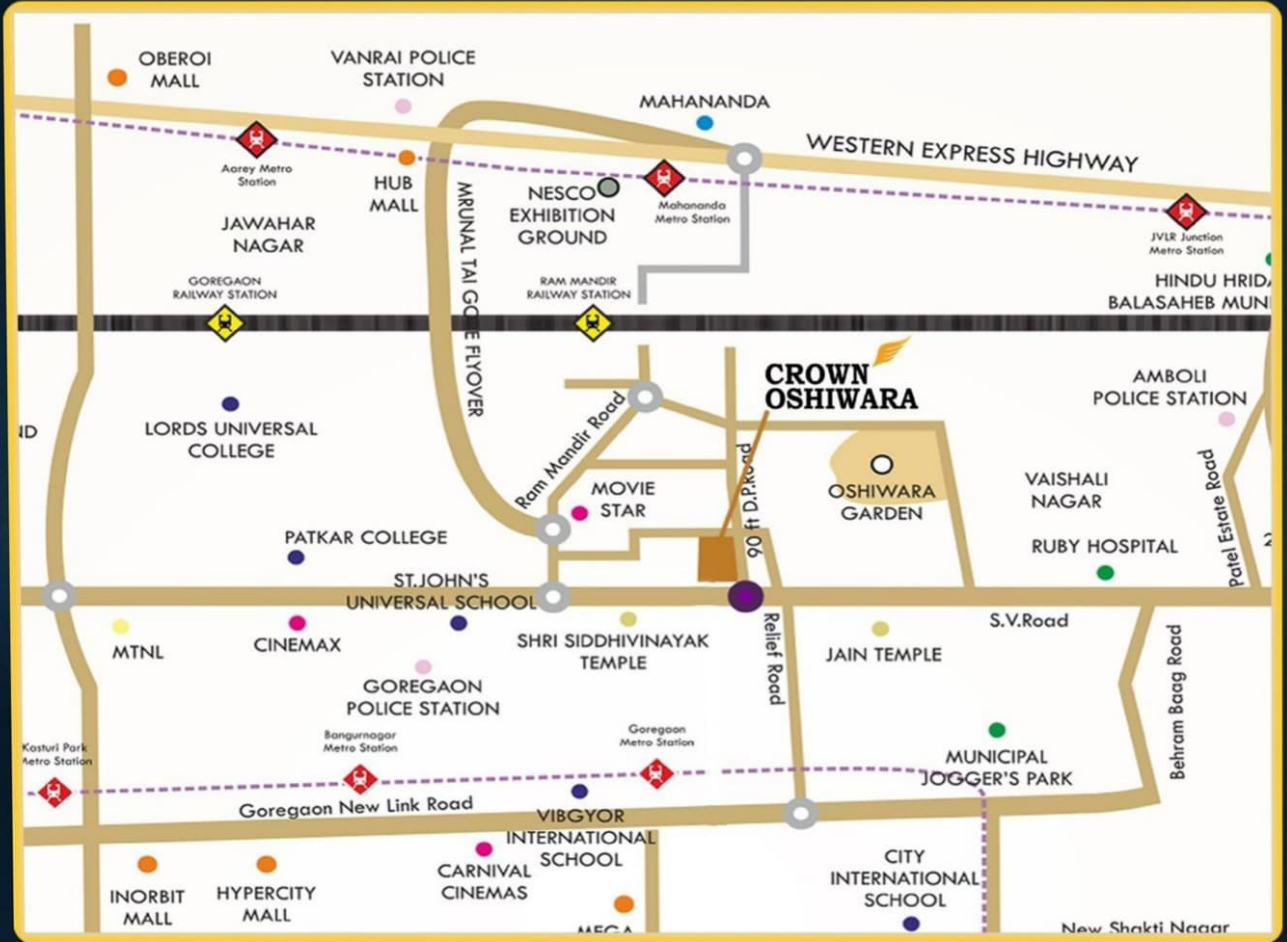 OBEROI
MALL
VANRAI POLICE
STATION
MAHANANDA
WESTERN EXPRESS HIGHWAY
Aarey Metro
Station
HUB
MALL
NESCO
EXHIBITION
GROUND
Mahananda
Metro Station
JVLR Junction
Metro Station
JAWAHAR
NAGAR
MRUNAL TAI GORE FLYOVER
GOREGAON
RAILWAY STATION
RAM MANDIR
RAILWAY STATION
HINDU
BALASAHEB
CROWN
OSHIWARA
AMBOLI
POLICE STATION
LORDS UNIVERSAL
COLLEGE
Ram Mandir Road
90 ft D.P.Road
OSHIWARA
GARDEN
VAISHALI
NAGAR
Patel Estate Road
MOVIE
STAR
PATKAR COLLEGE
RUBY HOSPITAL
ST.JOHN'S
UNIVERSAL SCHOOL
S.V.Road
MTNL
CINEMAX
SHRI SIDDHIVINAYAK
TEMPLE
Relief Road
JAIN TEMPLE
Behram Baag Road
GOREGAON
POLICE STATION
Kasturi Park
Metro Station
Bangurnagar
Metro Station
Goregaon
Metro Station
MUNICIPAL
JOGGER'S PARK
Goregaon New Link Road
VIBGYOR
INTERNATIONAL
SCHOOL
INORBIT
MALL
HYPERCITY
MALL
CARNIVAL
CINEMAS
MEGA
CITY
INTERNATIONAL
SCHOOL
New Shakti Nagar